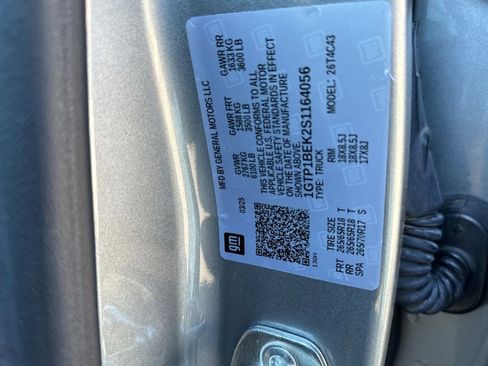 MFD BY GENERAL MOTORS LLC
03/25
GVWR GAWR FRT GAWR RR
2767 KG 1588 KG 1633 KG
6100 LB 3500 LB 3600 LB
THIS VEHICLE CONFORMS TO ALL
APPLICABLE U.S. FEDERAL MOTOR
VEHICLE SAFETY STANDARDS IN EFFECT
ON THE DATE OF MANUFACTURE
SHOWN ABOVE.
1GTP1BEK2S1164056
TYPE: TRUCK MODEL: 26T4C43
TIRE SIZE RIM
FRT 265/65R18 T 18X8.5J
RR 265/65R18 T 18X8.5J
SPA 265/70R17 S 17X8J
gm